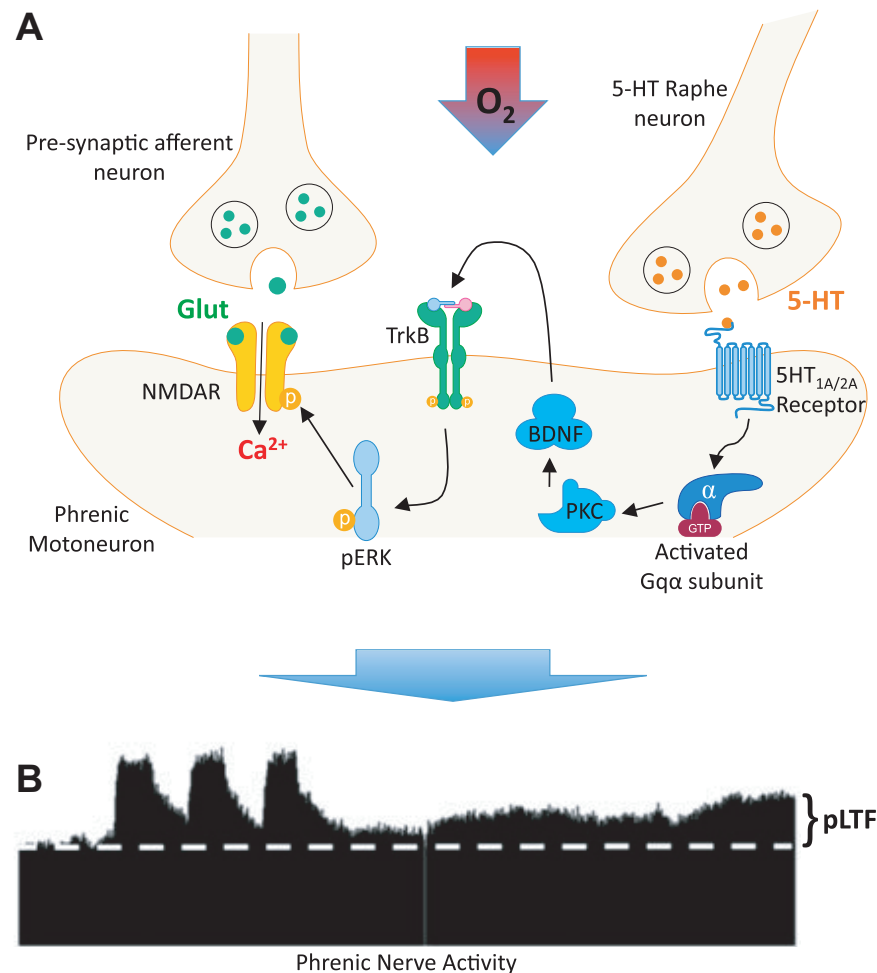 A
O2
5-HT Raphe
neuron
Pre-synaptic afferent
neuron
Glut
5-HT
TrkB
NMDAR
5HT1A/2A
Receptor
p
p
p
BDNF
Ca2+
α
PKC
p
GTP
Phrenic
Motoneuron
pERK
Activated
Gqα subunit
B
} pLTF
Phrenic Nerve Activity